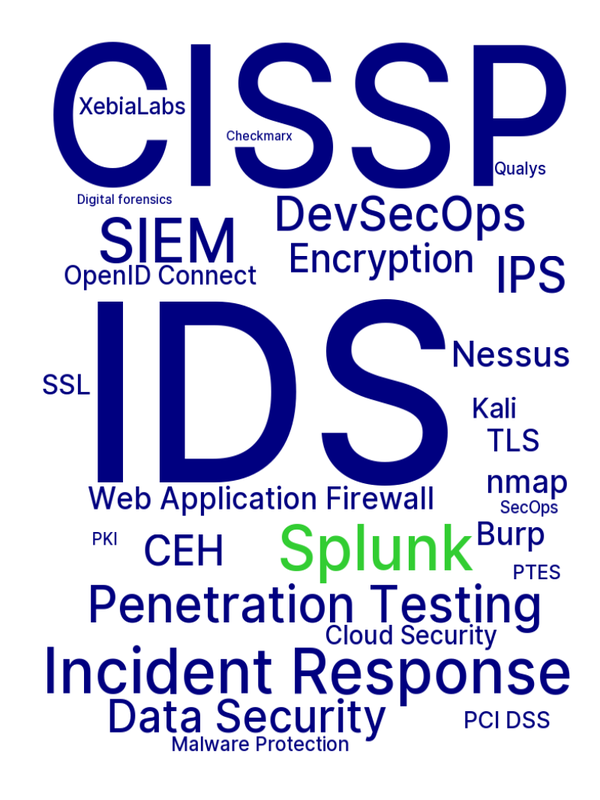 CISSP
XebiaLabs
Checkmarx
Qualys
Digital forensics
DevSecOps
SIEM
Encryption
OpenID Connect
IPS
IDS
Nessus
SSL
Kali
TLS
nmap
Web Application Firewall
SecOps
PKI
CEH
Splunk
Burp
PTES
Penetration Testing
Cloud Security
Incident Response
Data Security
PCI DSS
Malware Protection